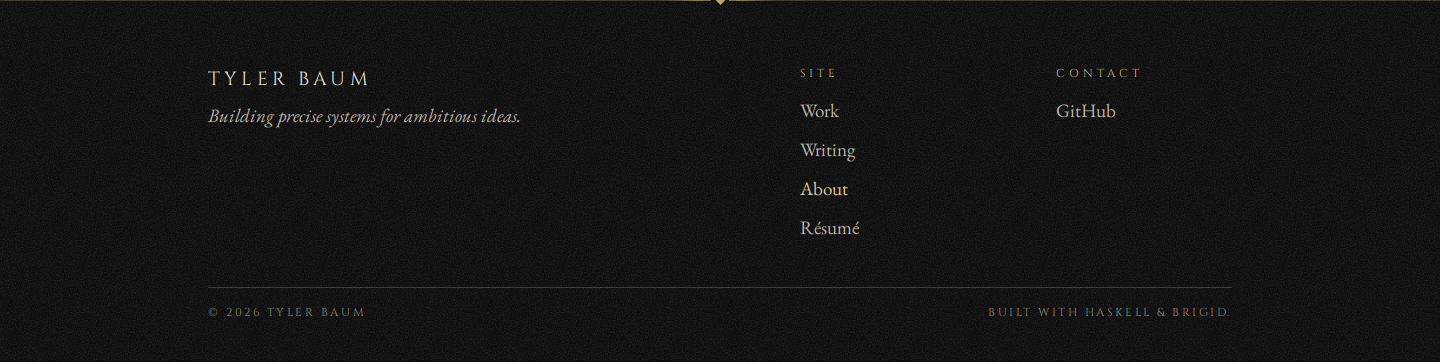 TYLER BAUM
Building precise systems for ambitious ideas.
SITE
Work
Writing
About
Résumé
CONTACT
GitHub
© 2026 TYLER BAUM
BUILT WITH HASKELL & BRIGID.